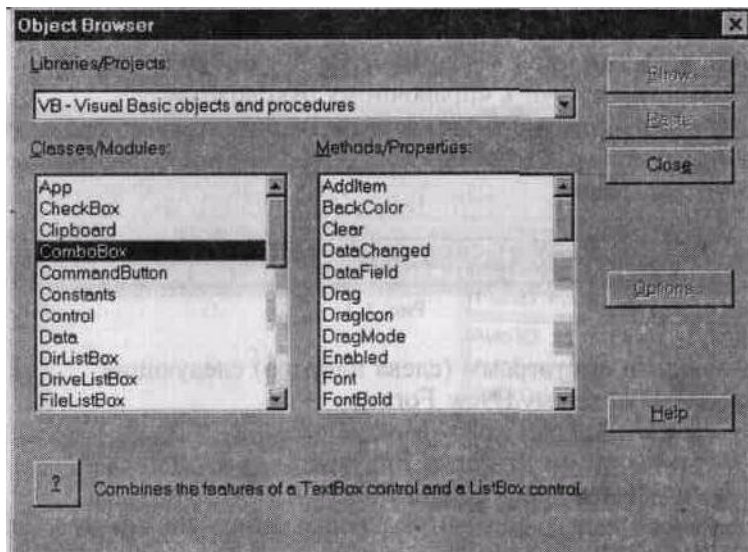 Object Browser
Libraries/Projects:
VB - Visual Basic objects and procedures
Show
Paste
Close
Options
Help
Classes/Modules:
App
CheckBox
Clipboard
ComboBox
CommandButton
Constants
Control
Data
DirListBox
DriveListBox
FileListBox
Methods/Properties:
AddItem
BackColor
Clear
DataChanged
DataField
Drag
DragIcon
DragMode
Enabled
Font
FontBold
?
Combines the features of a TextBox control and a ListBox control.